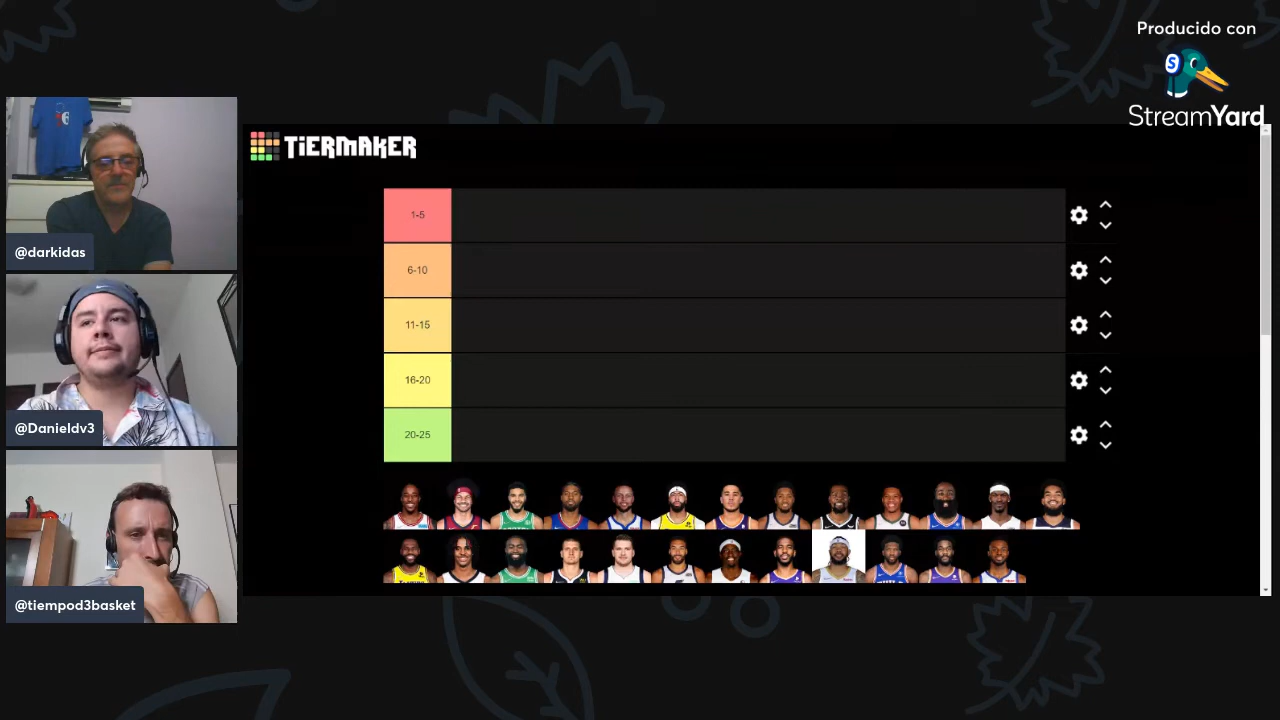 Producido con
S
StreamYard
TiERMAKER
1-5
6-10
11-15
16-20
20-25
@darkidas
@Danieldv3
@tiempod3basket